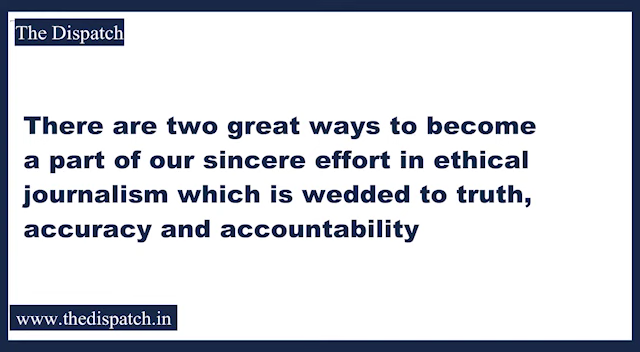 The Dispatch
There are two great ways to become
a part of our sincere effort in ethical
journalism which is wedded to truth,
accuracy and accountability
www.thedispatch.in